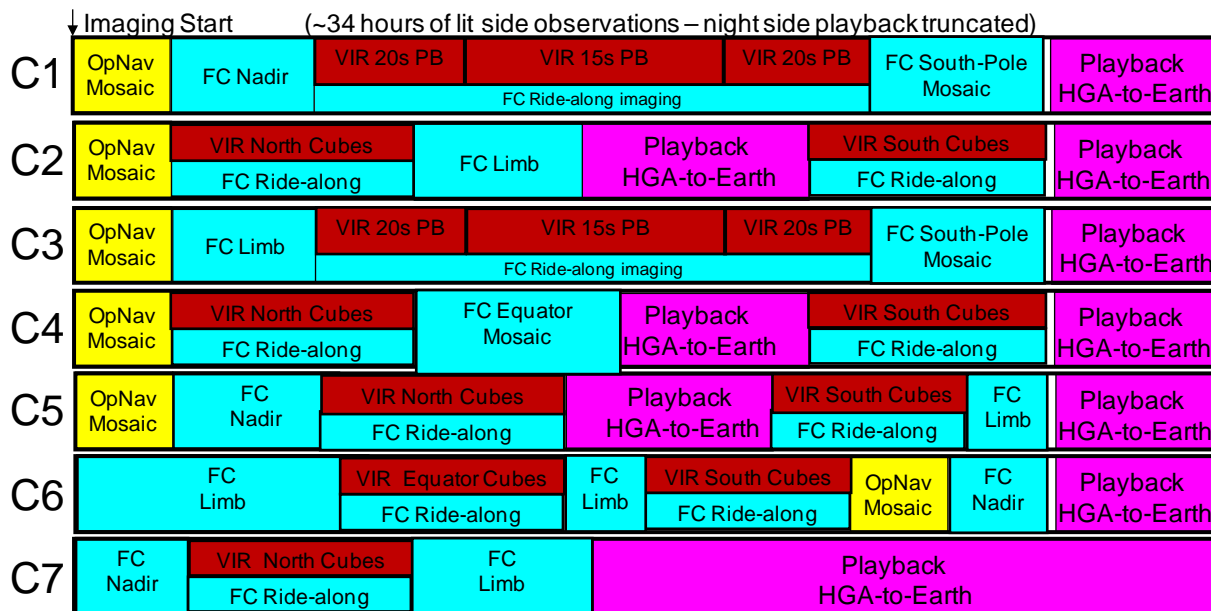 Imaging Start (~34 hours of lit side observations – night side playback truncated)
C1
OpNav
Mosaic
FC Nadir
VIR 20s PB
VIR 15s PB
VIR 20s PB
FC Ride-along imaging
FC South-Pole
Mosaic
Playback
HGA-to-Earth
C2
OpNav
Mosaic
VIR North Cubes
FC Ride-along
FC Limb
Playback
HGA-to-Earth
VIR South Cubes
FC Ride-along
Playback
HGA-to-Earth
C3
OpNav
Mosaic
FC Limb
VIR 20s PB
VIR 15s PB
VIR 20s PB
FC Ride-along imaging
FC South-Pole
Mosaic
Playback
HGA-to-Earth
C4
OpNav
Mosaic
VIR North Cubes
FC Ride-along
FC Equator
Mosaic
Playback
HGA-to-Earth
VIR South Cubes
FC Ride-along
Playback
HGA-to-Earth
C5
OpNav
Mosaic
FC
Nadir
VIR North Cubes
FC Ride-along
Playback
HGA-to-Earth
VIR South Cubes
FC Ride-along
FC
Limb
Playback
HGA-to-Earth
C6
FC
Limb
VIR Equator Cubes
FC Ride-along
FC
Limb
VIR South Cubes
FC Ride-along
OpNav
Mosaic
FC
Nadir
Playback
HGA-to-Earth
C7
FC
Nadir
VIR North Cubes
FC Ride-along
FC
Limb
Playback
HGA-to-Earth